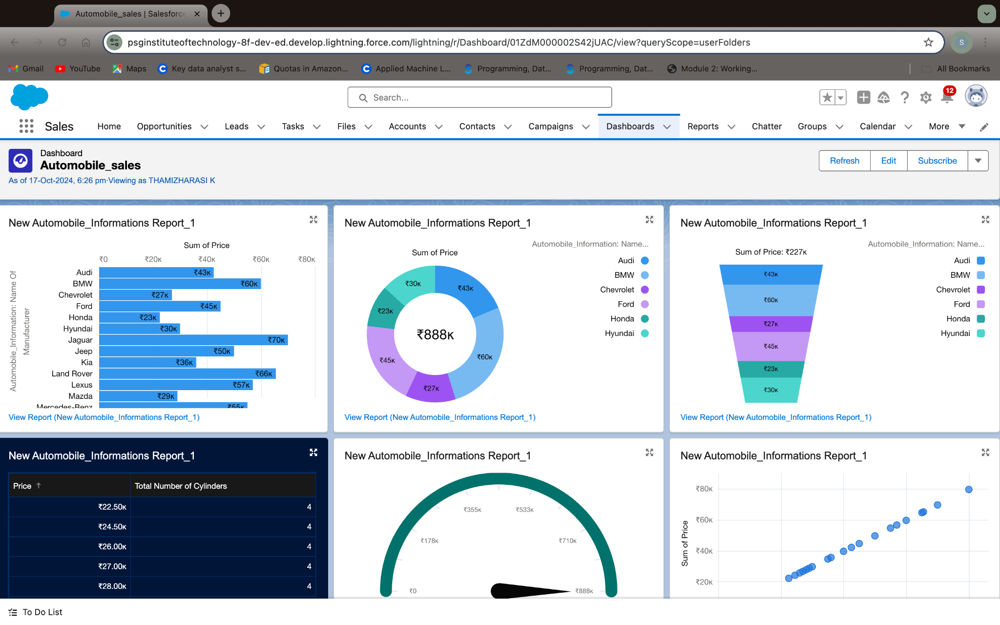 Automobile_sales | Salesforce
psginstituteoftechnology-8f-dev-ed.develop.lightning.force.com/lightning/r/Dashboard/01ZdM000002S42jUAC/view?queryScope=userFolders
S
Gmail YouTube Maps Key data analyst s... Quotas in Amazon... Applied Machine L... Programming, Dat... Programming, Dat... Module 2: Working... All Bookmarks
Search...
12
Sales Home Opportunities Leads Tasks Files Accounts Contacts Campaigns Dashboards Reports Chatter Groups Calendar More
Dashboard
Automobile_sales
As of 17-Oct-2024, 6:26 pm·Viewing as THAMIZHARASI K
Refresh Edit Subscribe
New Automobile_Informations Report_1
Sum of Price
₹0 ₹20K ₹40K ₹60K ₹80K
Automobile_Information: Name Of
Manufacturer
Audi ₹43K
BMW ₹60K
Chevrolet ₹27K
Ford ₹45K
Honda ₹23K
Hyundai ₹30K
Jaguar ₹70K
Jeep ₹50K
Kia ₹36K
Land Rover ₹66K
Lexus ₹57K
Mazda ₹29K
Mercedes-Benz ₹55K
View Report (New Automobile_Informations Report_1)
New Automobile_Informations Report_1
Automobile_Information: Name...
Sum of Price
Audi
BMW
Chevrolet
Ford
Honda
Hyundai
₹30K
₹43K
₹23K
₹888K
₹60K
₹45K
₹27K
View Report (New Automobile_Informations Report_1)
New Automobile_Informations Report_1
Automobile_Information: Name...
Sum of Price: ₹227K
Audi
BMW
Chevrolet
Ford
Honda
Hyundai
₹43K
₹60K
₹27K
₹45K
₹23K
₹30K
View Report (New Automobile_Informations Report_1)
New Automobile_Informations Report_1
Price ↑ Total Number of Cylinders
₹22.50K 4
₹24.50K 4
₹26.00K 4
₹27.00K 4
₹28.00K 4
New Automobile_Informations Report_1
₹355K ₹533K
₹178K ₹710K
₹0 ₹888K
New Automobile_Informations Report_1
Sum of Price
₹80K
₹60K
₹40K
₹20K
To Do List